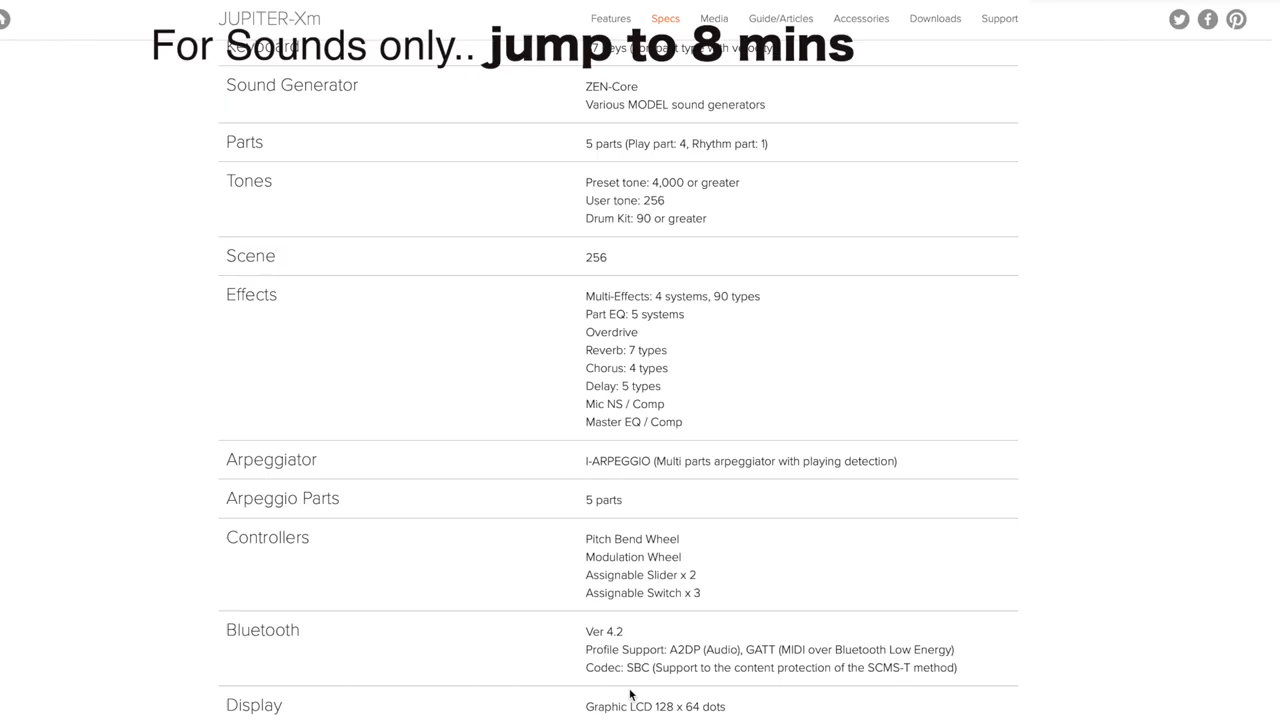 JUPITER-Xm
Features Specs Media Guide/Articles Accessories Downloads Support
For Sounds only.. jump to 8 mins
Keyboard
Sound Generator
ZEN-Core
Various MODEL sound generators
Parts
5 parts (Play part: 4, Rhythm part: 1)
Tones
Preset tone: 4,000 or greater
User tone: 256
Drum Kit: 90 or greater
Scene
256
Effects
Multi-Effects: 4 systems, 90 types
Part EQ: 5 systems
Overdrive
Reverb: 7 types
Chorus: 4 types
Delay: 5 types
Mic NS / Comp
Master EQ / Comp
Arpeggiator
I-ARPEGGIO (Multi parts arpeggiator with playing detection)
Arpeggio Parts
5 parts
Controllers
Pitch Bend Wheel
Modulation Wheel
Assignable Slider x 2
Assignable Switch x 3
Bluetooth
Ver 4.2
Profile Support: A2DP (Audio), GATT (MIDI over Bluetooth Low Energy)
Codec: SBC (Support to the content protection of the SCMS-T method)
Display
Graphic LCD 128 x 64 dots